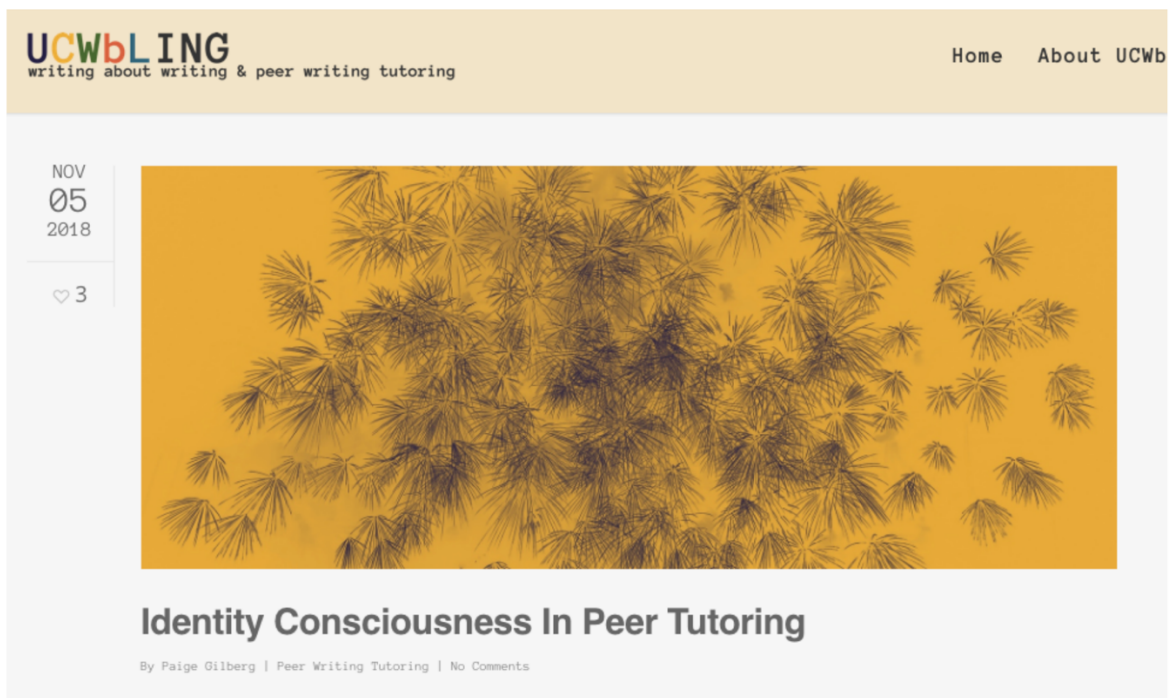 UCWbLING
writing about writing & peer writing tutoring
Home About UCWb
NOV
05
2018
3
Identity Consciousness In Peer Tutoring
By Paige Gilberg | Peer Writing Tutoring | No Comments